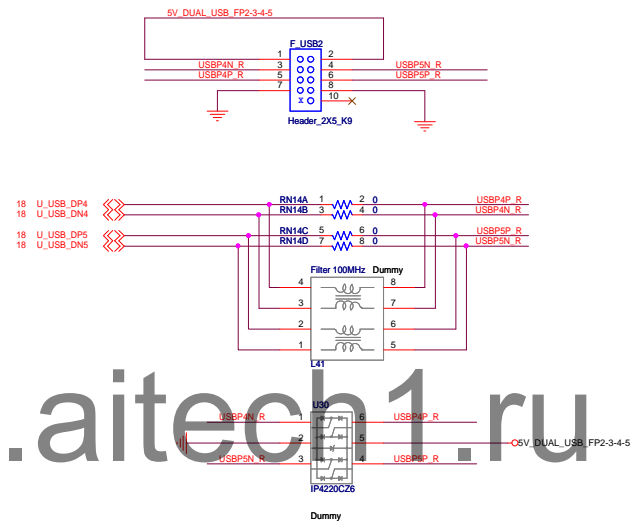 5V_DUAL_USB_FP2-3-4-5
F_USB2
1 2
USBP4N_R 3 4 USBP5N_R
USBP4P_R 5 6 USBP5P_R
7 8
x 10
Header_2X5_K9
18 U_USB_DP4 RN14A 1 2 0 USBP4P_R
18 U_USB_DN4 RN14B 3 4 0 USBP4N_R
18 U_USB_DP5 RN14C 5 6 0 USBP5P_R
18 U_USB_DN5 RN14D 7 8 0 USBP5N_R
Filter 100MHz Dummy
4 8
3 7
2 6
1 5
L41
U30
USBP4N_R 1 6 USBP4P_R
2 5 5V_DUAL_USB_FP2-3-4-5
USBP5N_R 3 4 USBP5P_R
IP4220CZ6
Dummy
.aitech1.ru